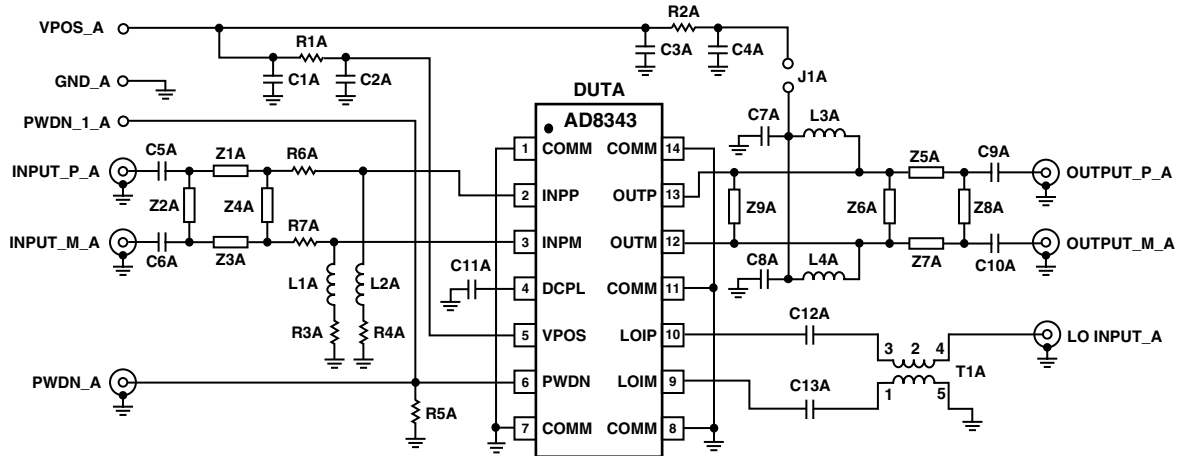 VPOS_A
R2A
R1A
C3A
C4A
C1A
C2A
GND_A
J1A
DUTA
PWDN_1_A
AD8343
C7A
L3A
1 COMM COMM 14
C5A
Z1A
R6A
Z5A
C9A
INPUT_P_A
OUTPUT_P_A
2 INPP OUTP 13
Z2A
Z4A
Z9A
Z6A
Z8A
R7A
INPUT_M_A
3 INPM OUTM 12
OUTPUT_M_A
C6A
Z3A
C8A
L4A
Z7A
C10A
C11A
L1A
L2A
4 DCPL COMM 11
C12A
R3A
R4A
5 VPOS LOIP 10
3 2 4
LO INPUT_A
T1A
PWDN_A
6 PWDN LOIM 9
C13A
1 5
R5A
7 COMM COMM 8